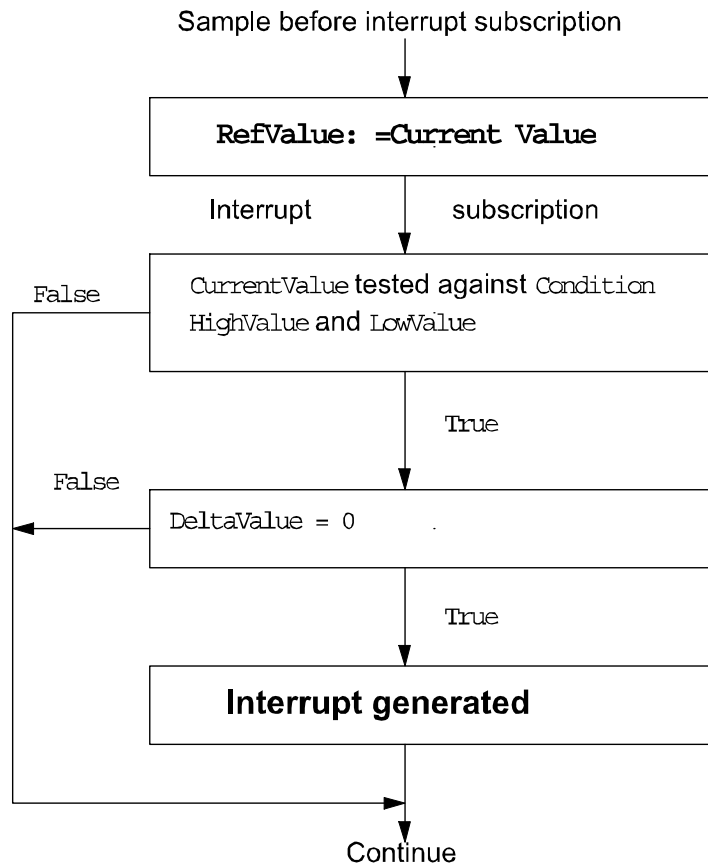 Sample before interrupt subscription
RefValue: =Current Value
Interrupt subscription
False
CurrentValue tested against Condition
HighValue and LowValue
True
False
DeltaValue = 0
True
Interrupt generated
Continue